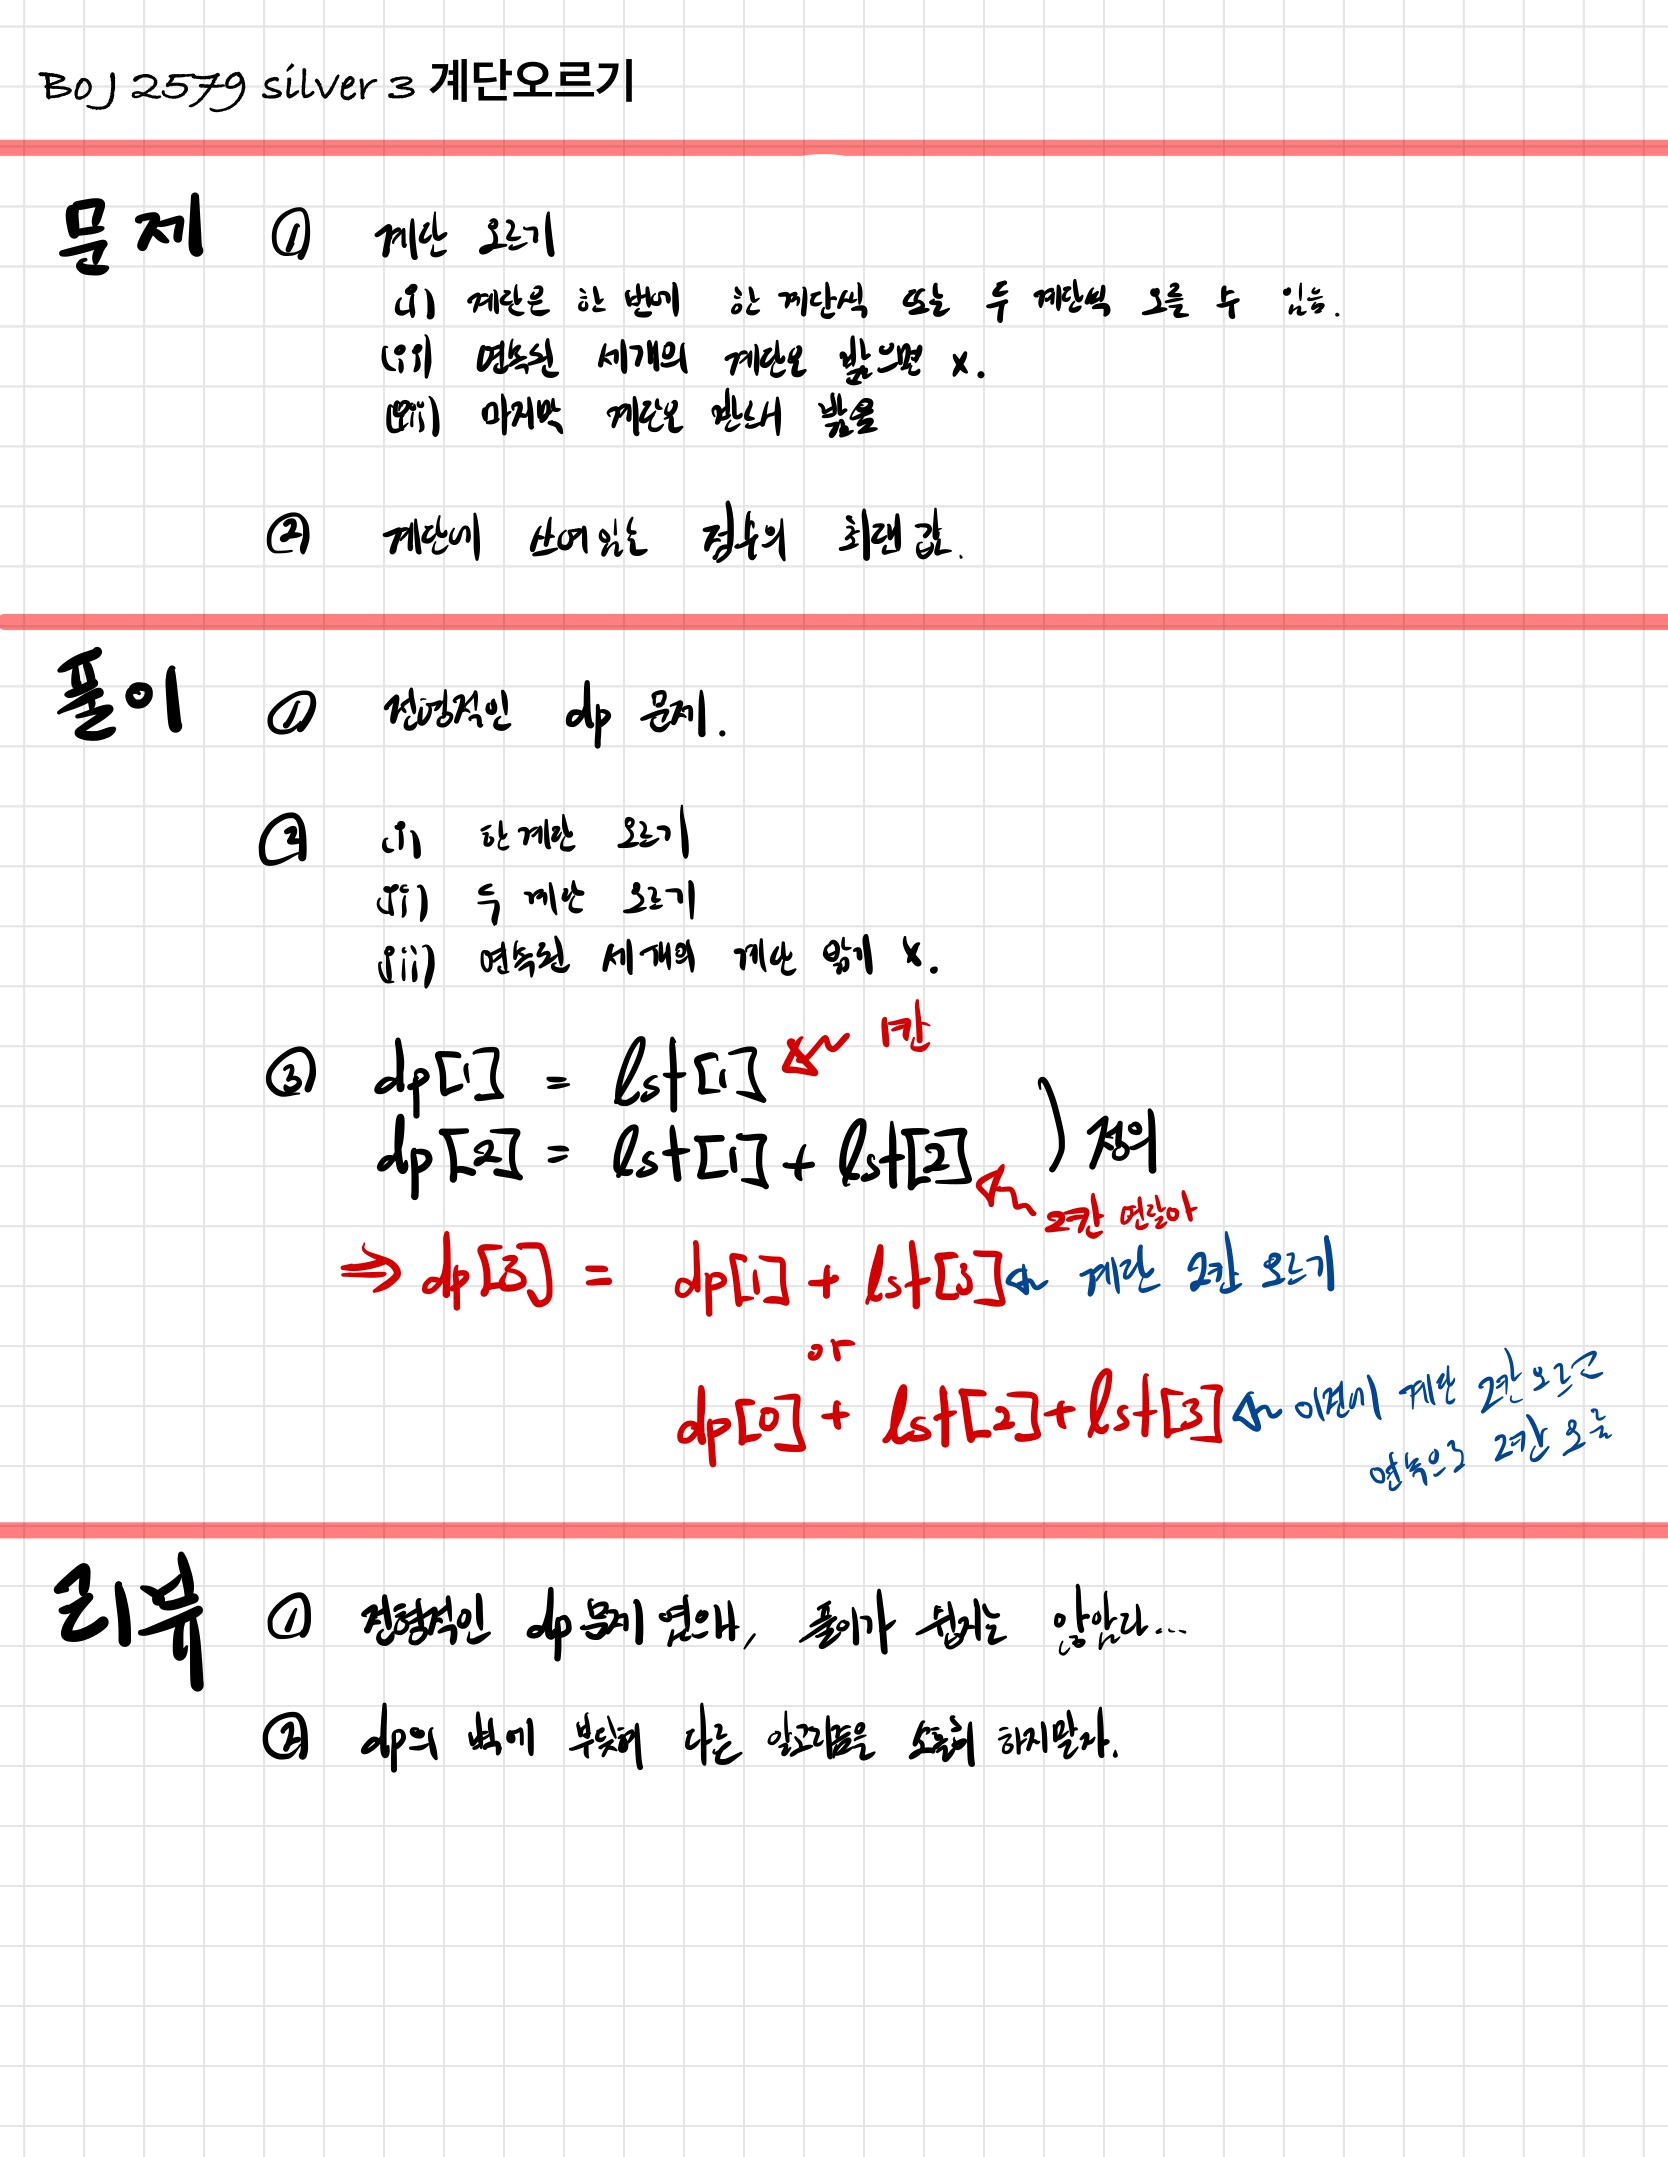 BOJ 2579 silver 3 계단오르기
문제 ① 계단 오르기
(i) 계단은 한 번에 한 계단씩 또는 두 계단씩 오를 수 있음.
(ii) 연속된 세개의 계단을 밟으면 x.
(iii) 마지막 계단은 반드시 밟음
② 계단에 쓰여있는 점수의 최댓값.
풀이 ① 전형적인 dp 문제.
② (i) 한 계단 오르기
(ii) 두 계단 오르기
(iii) 연속된 세개의 계단 밟기 x.
③ dp[1] = lst[1] 1칸
dp[2] = lst[1] + lst[2] 정의
2칸 연달아
⇒ dp[3] = dp[1] + lst[3] 계단 2칸 오르기
or
dp[0] + lst[2] + lst[3] 이전에 계단 2칸 오르고
연속으로 2칸 오름
리뷰 ① 전형적인 dp 문제 였으나, 풀이가 쉽지는 않았다...
② dp의 벽에 부딪혀 다른 알고리즘을 소홀히 하지말자.